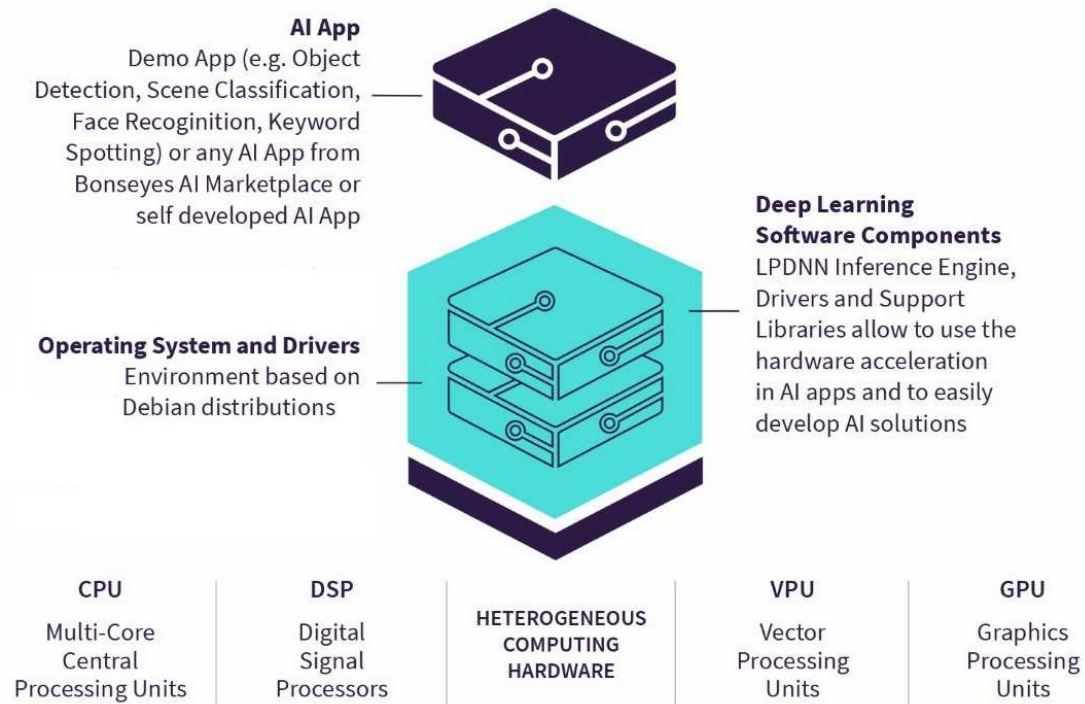 AI App
Demo App (e.g. Object
Detection, Scene Classification,
Face Recoginition, Keyword
Spotting) or any AI App from
Bonseyes AI Marketplace or
self developed AI App
Deep Learning
Software Components
LPDNN Inference Engine,
Drivers and Support
Libraries allow to use the
hardware acceleration
in AI apps and to easily
develop AI solutions
Operating System and Drivers
Environment based on
Debian distributions
CPU
Multi-Core
Central
Processing Units
DSP
Digital
Signal
Processors
HETEROGENEOUS
COMPUTING
HARDWARE
VPU
Vector
Processing
Units
GPU
Graphics
Processing
Units